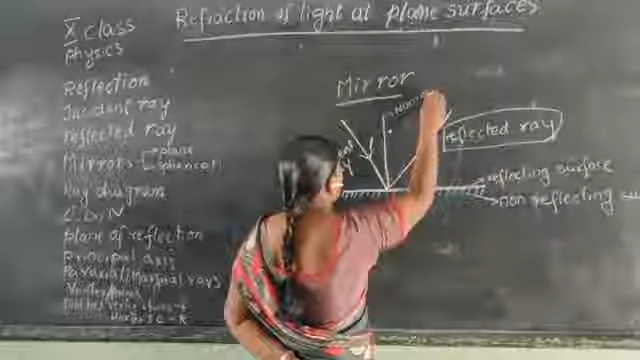 X class
Physics
Refraction of light at plane surfaces
Reflection
Incident ray
reflected ray
Mirrors
plane
spherical
Ray diagram
plane of reflection
Principal axis
Paraxial/Marginal rays
Mirror
Normal
reflected ray
reflecting surface
non reflecting